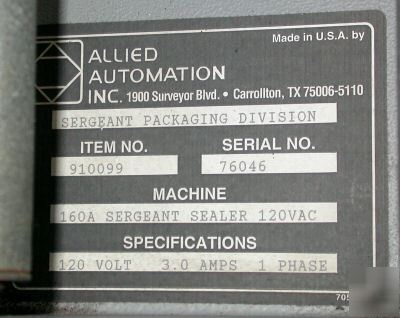 Made in U.S.A. by
ALLIED
AUTOMATION
INC. 1900 Surveyor Blvd. • Carrollton, TX 75006-5110
SERGEANT PACKAGING DIVISION
ITEM NO. SERIAL NO.
910099 76046
MACHINE
160A SERGEANT SEALER 120VAC
SPECIFICATIONS
120 VOLT 3.0 AMPS 1 PHASE